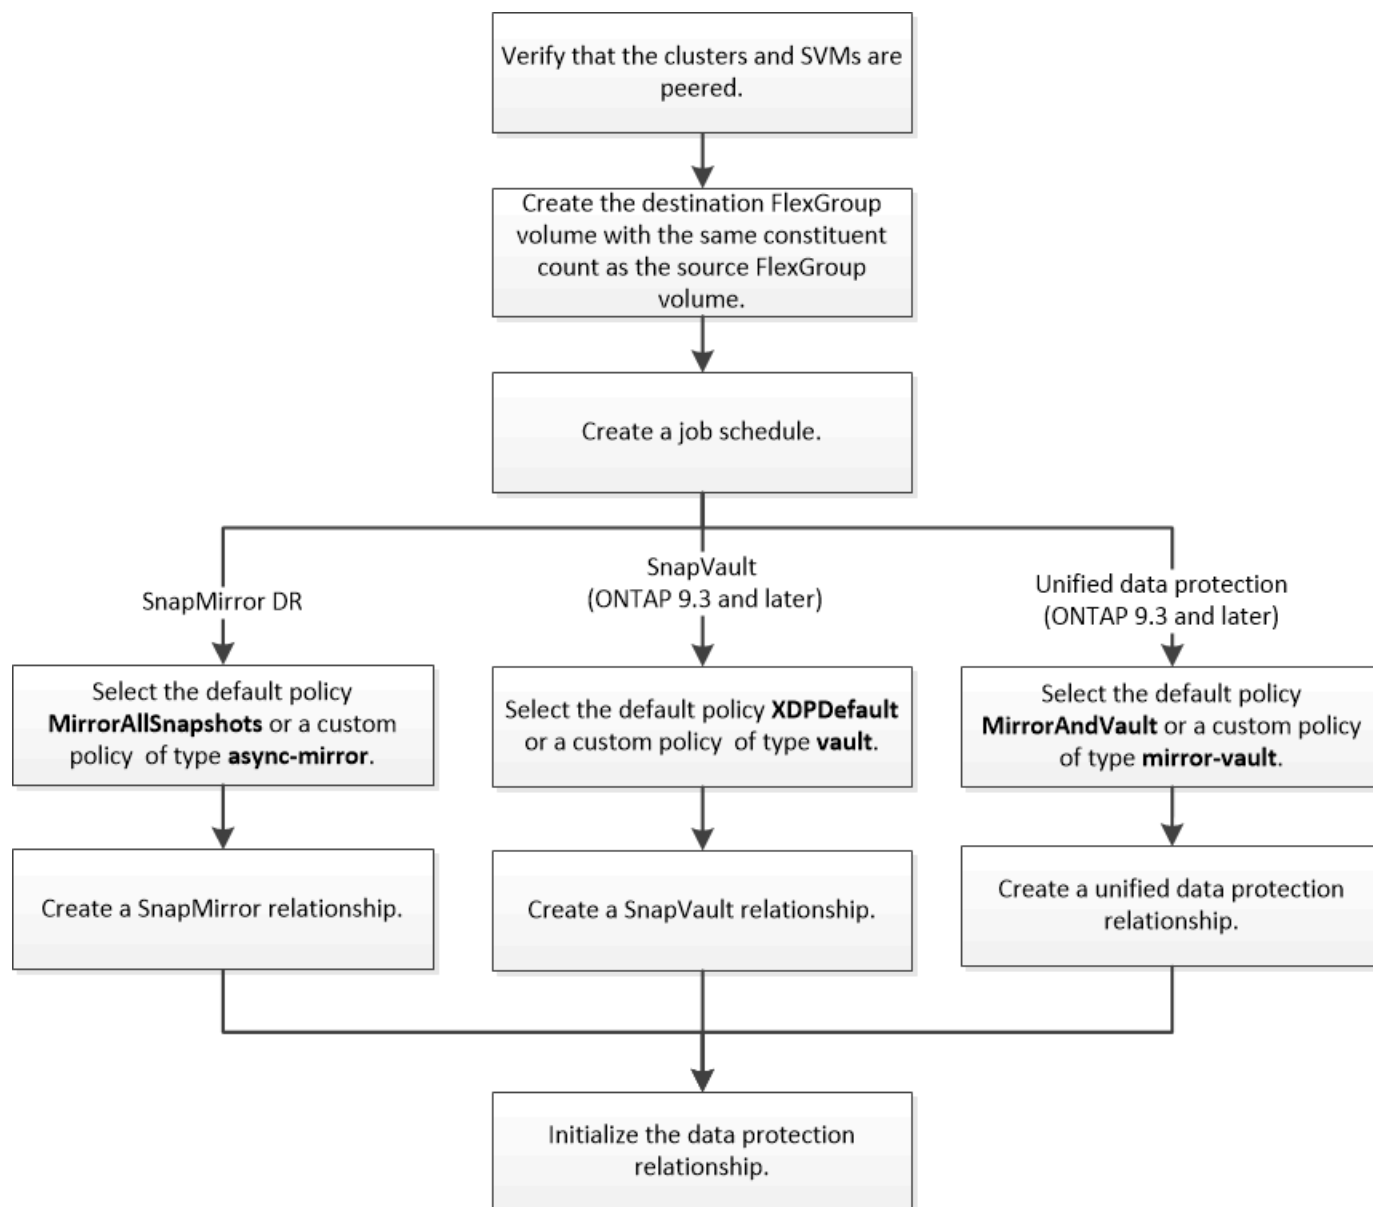 Verify that the clusters and SVMs are
peered.
Create the destination FlexGroup
volume with the same constituent
count as the source FlexGroup
volume.
Create a job schedule.
SnapMirror DR
SnapVault
(ONTAP 9.3 and later)
Unified data protection
(ONTAP 9.3 and later)
Select the default policy
MirrorAllSnapshots or a custom
policy of type async-mirror.
Select the default policy XDPDefault
or a custom policy of type vault.
Select the default policy
MirrorAndVault or a custom policy
of type mirror-vault.
Create a SnapMirror relationship.
Create a SnapVault relationship.
Create a unified data protection
relationship.
Initialize the data protection
relationship.